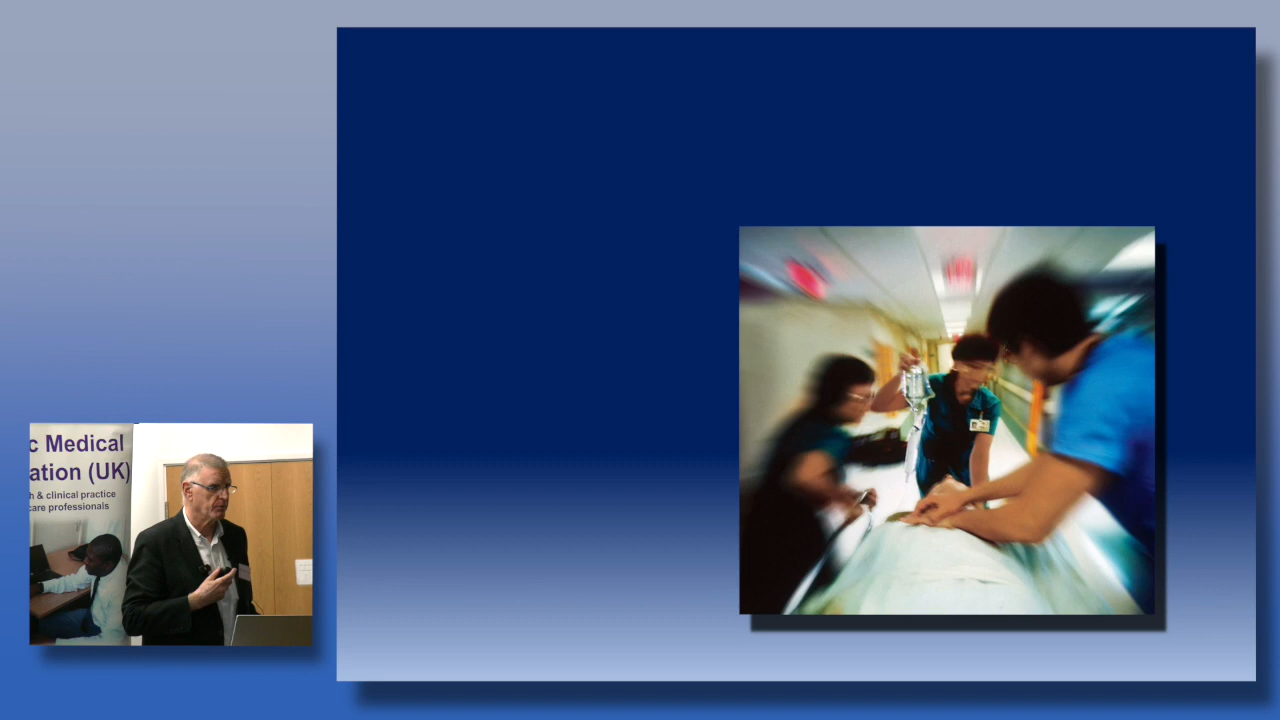 c Medical
ation (UK)
h & clinical practice
care professionals